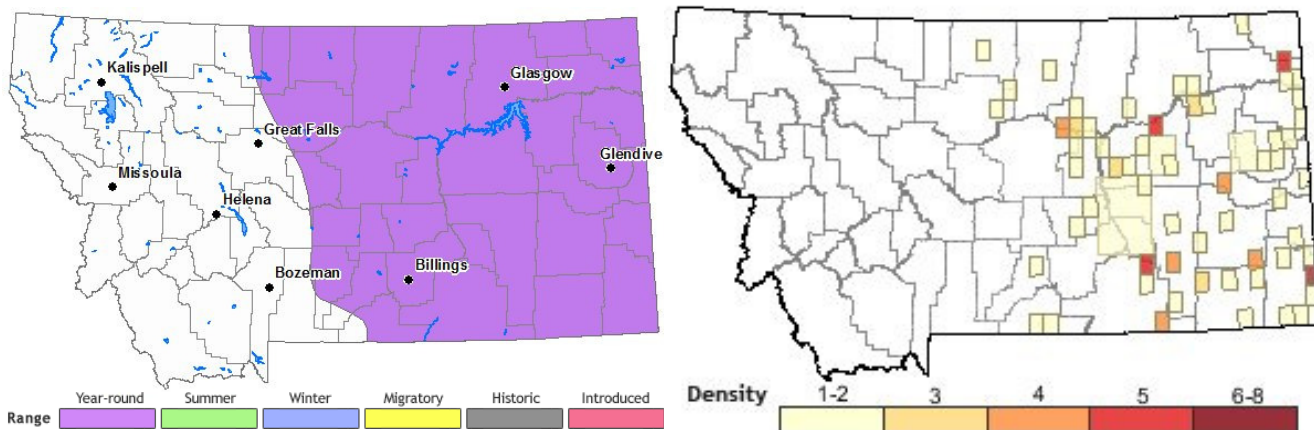 Kalispell
Glasgow
Great Falls
Glendive
Missoula
Helena
Bozeman
Billings
Range
Year-round
Summer
Winter
Migratory
Historic
Introduced
Density
1-2
3
4
5
6-8